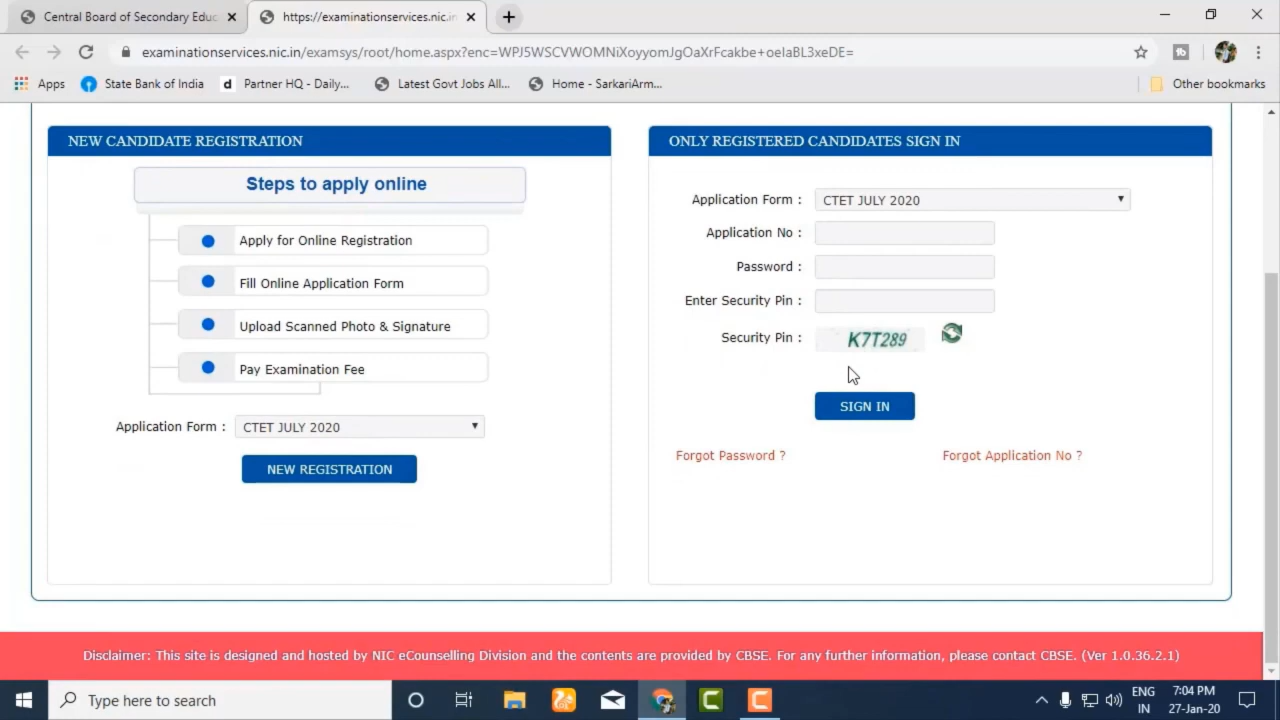 Central Board of Secondary Educ
https://examinationservices.nic.in
examinationservices.nic.in/examsys/root/home.aspx?enc=WPJ5WSCVWOMNiXoyyomJgOaXrFcakbe+oeIaBL3xeDE=
Apps
State Bank of India
d Partner HQ - Daily...
Latest Govt Jobs All...
Home - SarkariArm...
Other bookmarks
NEW CANDIDATE REGISTRATION
Steps to apply online
Apply for Online Registration
Fill Online Application Form
Upload Scanned Photo & Signature
Pay Examination Fee
Application Form : CTET JULY 2020
NEW REGISTRATION
ONLY REGISTERED CANDIDATES SIGN IN
Application Form : CTET JULY 2020
Application No :
Password :
Enter Security Pin :
Security Pin : K7T289
SIGN IN
Forgot Password ?
Forgot Application No ?
Disclaimer: This site is designed and hosted by NIC eCounselling Division and the contents are provided by CBSE. For any further information, please contact CBSE. (Ver 1.0.36.2.1)
Type here to search
ENG
IN
7:04 PM
27-Jan-20